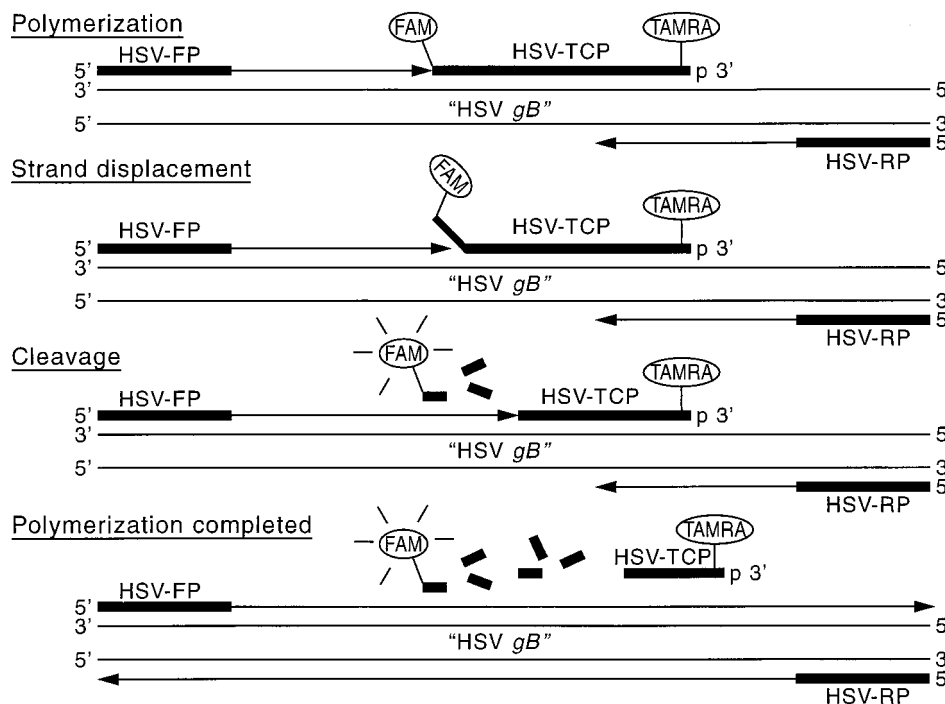 Polymerization
FAM
TAMRA
HSV-FP
HSV-TCP
5' p 3'
3' 5
"HSV gB"
5' 3
5
HSV-RP
Strand displacement
FAM
TAMRA
HSV-FP
HSV-TCP
5' p 3'
3' 5
"HSV gB"
5' 3
5
HSV-RP
Cleavage
FAM
TAMRA
HSV-FP
HSV-TCP
5' p 3'
3' 5
"HSV gB"
5' 3
5
HSV-RP
Polymerization completed
FAM
TAMRA
HSV-TCP
p 3'
HSV-FP
5'
3' 5
"HSV gB"
5' 3
5
HSV-RP